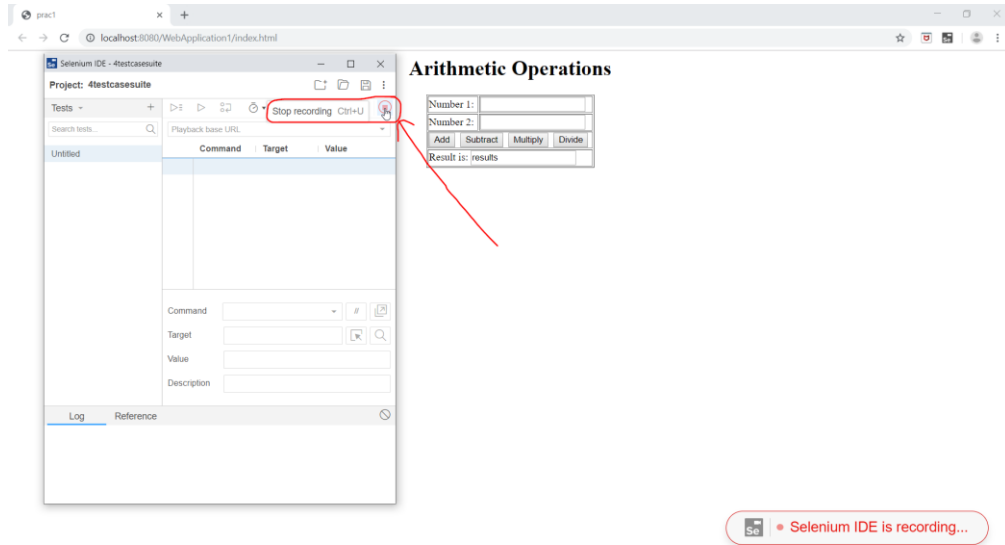 prac1
localhost:8080/WebApplication1/index.html
Se Selenium IDE - 4testcasesuite
Project: 4testcasesuite
Tests
Stop recording Ctrl+U
Search tests...
Playback base URL
Untitled
Command Target Value
Command
//
Target
Value
Description
Log Reference
Arithmetic Operations
Number 1:
Number 2:
Add Subtract Multiply Divide
Result is: results
Se Selenium IDE is recording...